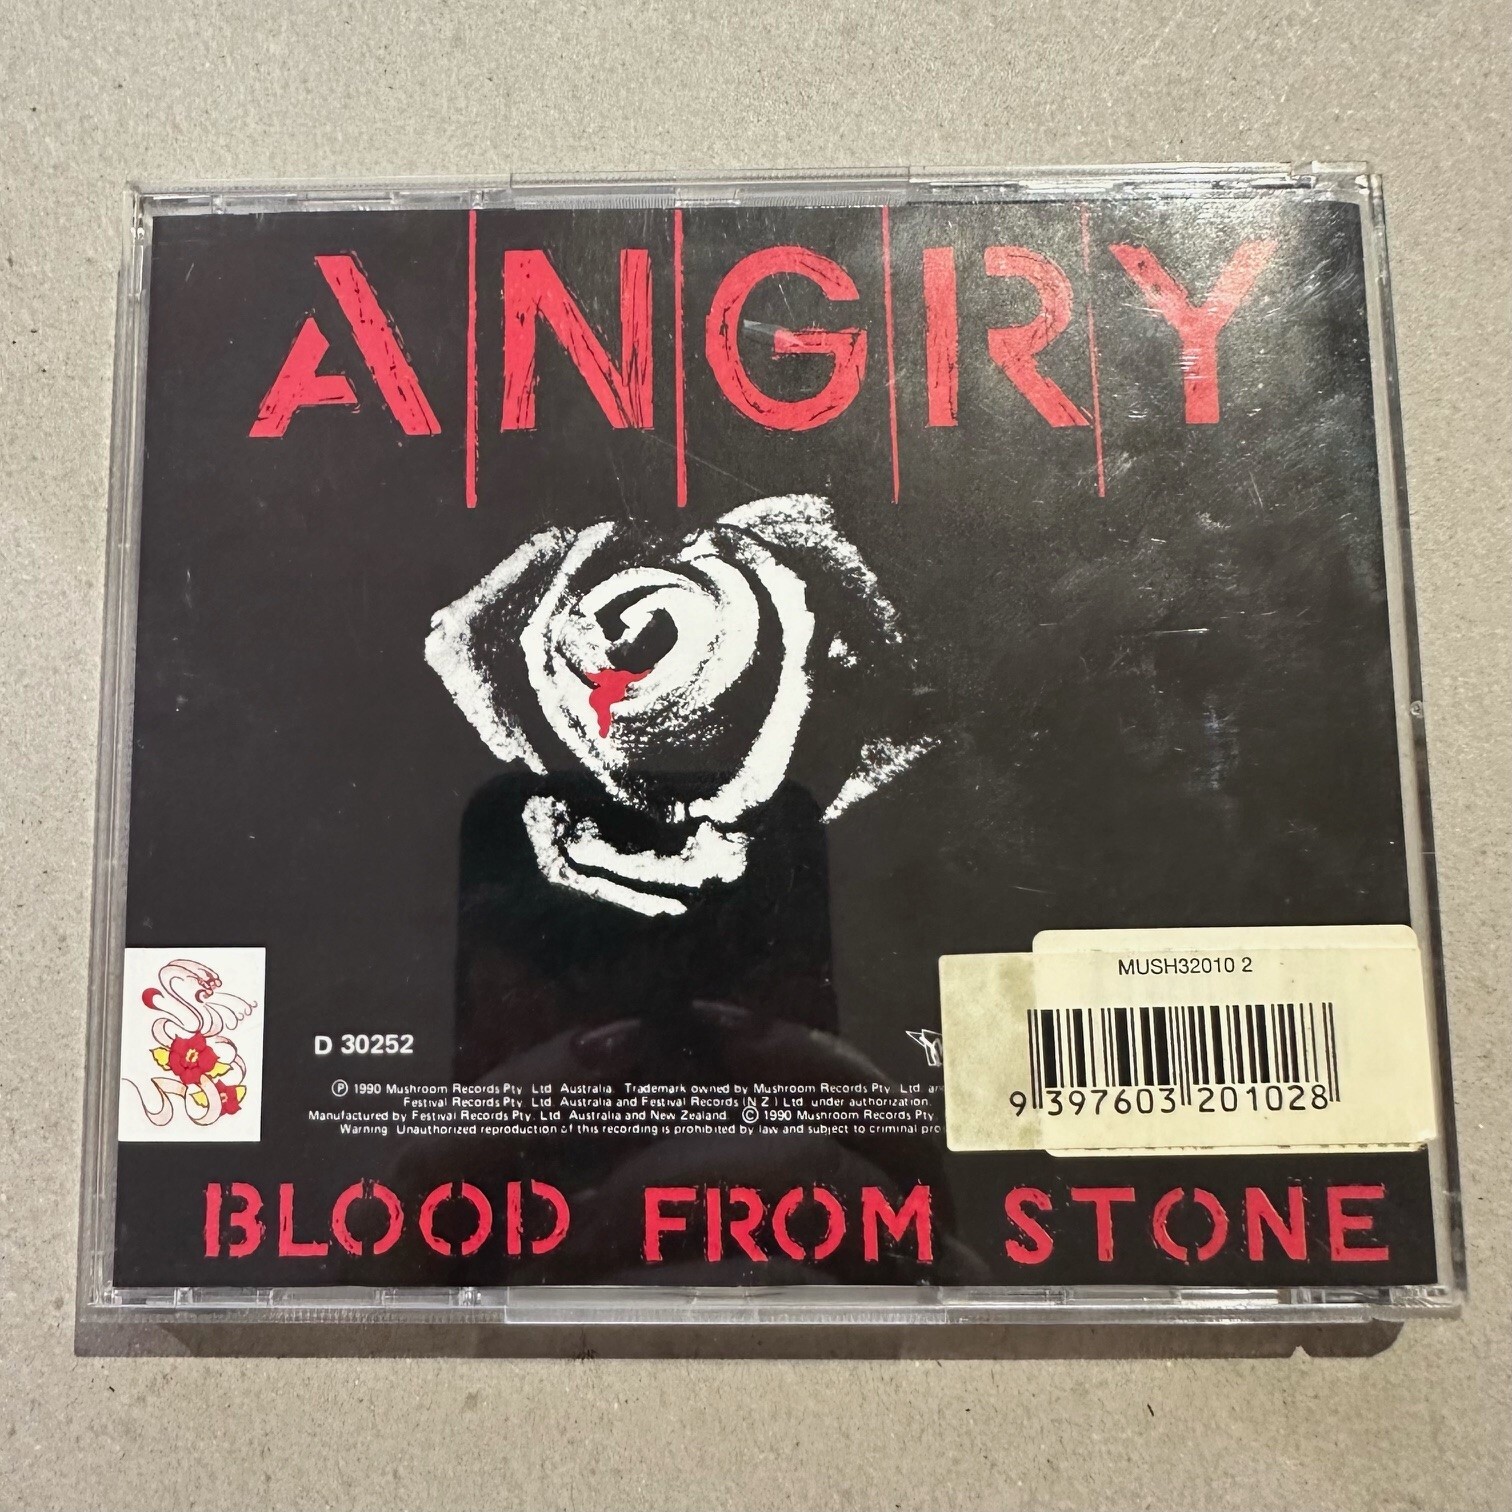 ANGRY
MUSH32010 2
D 30252
9 397603 201028
Ⓟ 1990 Mushroom Records Pty. Ltd. Australia. Trademark owned by Mushroom Records Pty. Ltd.
Festival Records Pty. Ltd. Australia and Festival Records (N.Z.) Ltd. under authorization.
Manufactured by Festival Records Pty. Ltd. Australia and New Zealand. © 1990 Mushroom Records Pty.
Warning. Unauthorized reproduction of this recording is prohibited by law and subject to criminal
BLOOD FROM STONE